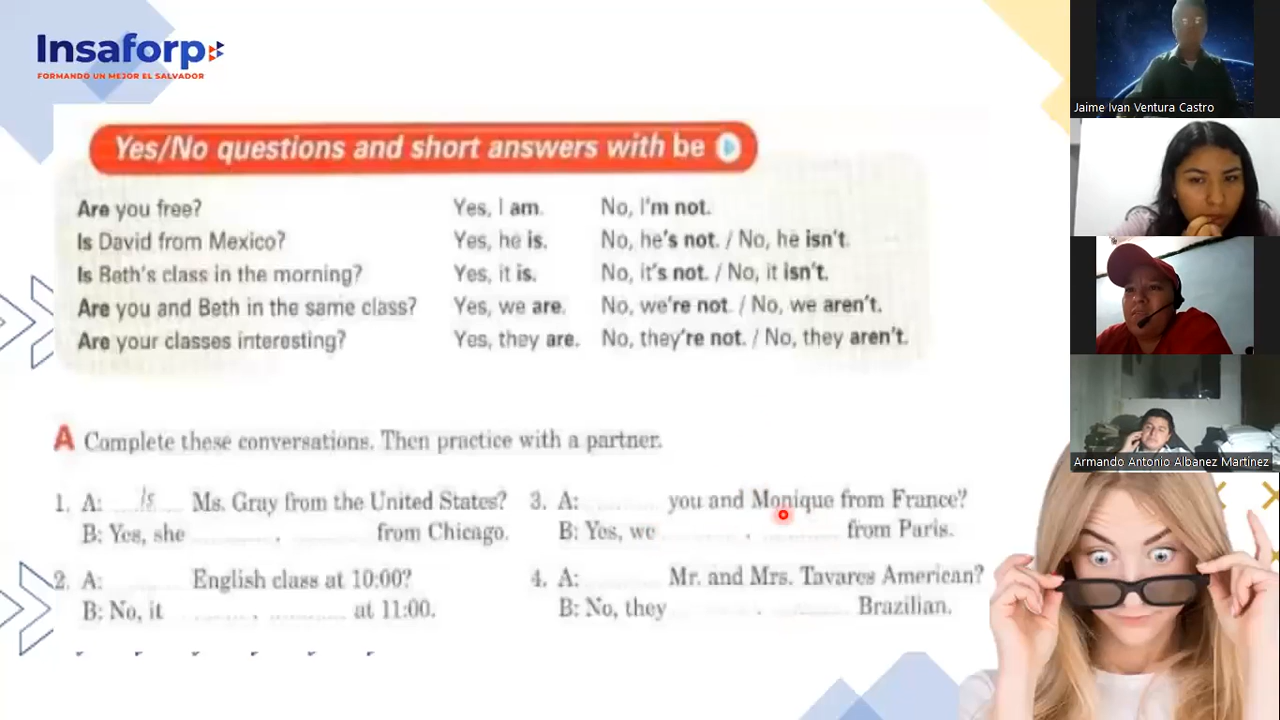 Insaforp
FORMANDO UN MEJOR EL SALVADOR
Yes/No questions and short answers with be
Are you free? Yes, I am. No, I'm not.
Is David from Mexico? Yes, he is. No, he's not. / No, he isn't.
Is Beth's class in the morning? Yes, it is. No, it's not. / No, it isn't.
Are you and Beth in the same class? Yes, we are. No, we're not. / No, we aren't.
Are your classes interesting? Yes, they are. No, they're not. / No, they aren't.
A Complete these conversations. Then practice with a partner.
1. A: Is Ms. Gray from the United States?
B: Yes, she . from Chicago.
2. A: English class at 10:00?
B: No, it . at 11:00.
3. A: you and Monique from France?
B: Yes, we . from Paris.
4. A: Mr. and Mrs. Tavares American?
B: No, they . Brazilian.
Jaime Ivan Ventura Castro
Armando Antonio Albanez Martinez